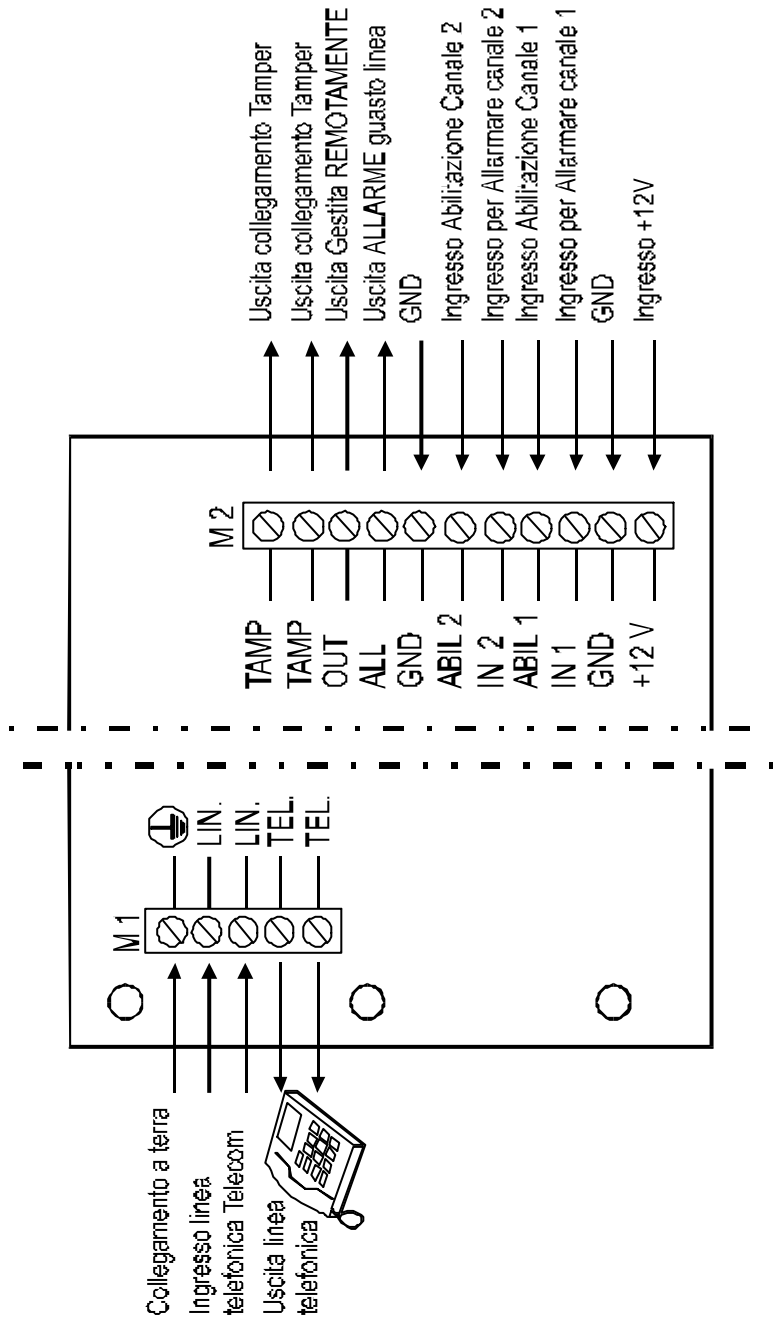 Uscita collegamento Tamper
Uscita collegamento Tamper
Uscita Gestita REMOTAMENTE
Uscita ALLARME guasto linea
GND
Ingresso Abilitazione Canale 2
Ingresso per Allarmare canale 2
Ingresso Abilitazione Canale 1
Ingresso per Allarmare canale 1
GND
Ingresso +12V
M 2
TAMP
TAMP
OUT
ALL
GND
ABIL 2
IN 2
ABIL 1
IN 1
GND
+12 V
LIN.
LIN.
TEL.
TEL.
M 1
Collegamento a terra
Ingresso linea
telefonica Telecom
Uscita linea
telefonica